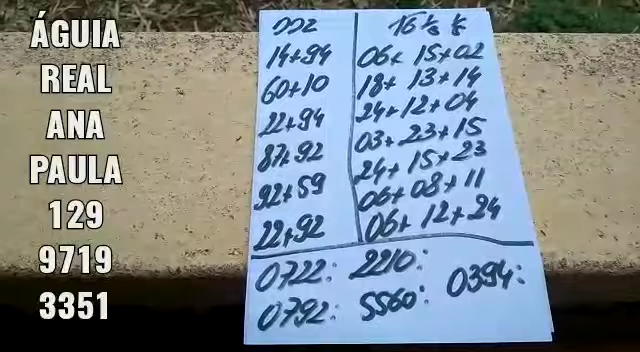 ÁGUIA
REAL
ANA
PAULA
129
9719
3351
DDZ
14+94
60+10
22+94
87+92
92+59
22+92
06+ 15+02
18+ 13+14
24+12+04
03+23+15
24+15+23
06+08+11
06+12+24
0722: 2210:
0792: 5560: 0394: